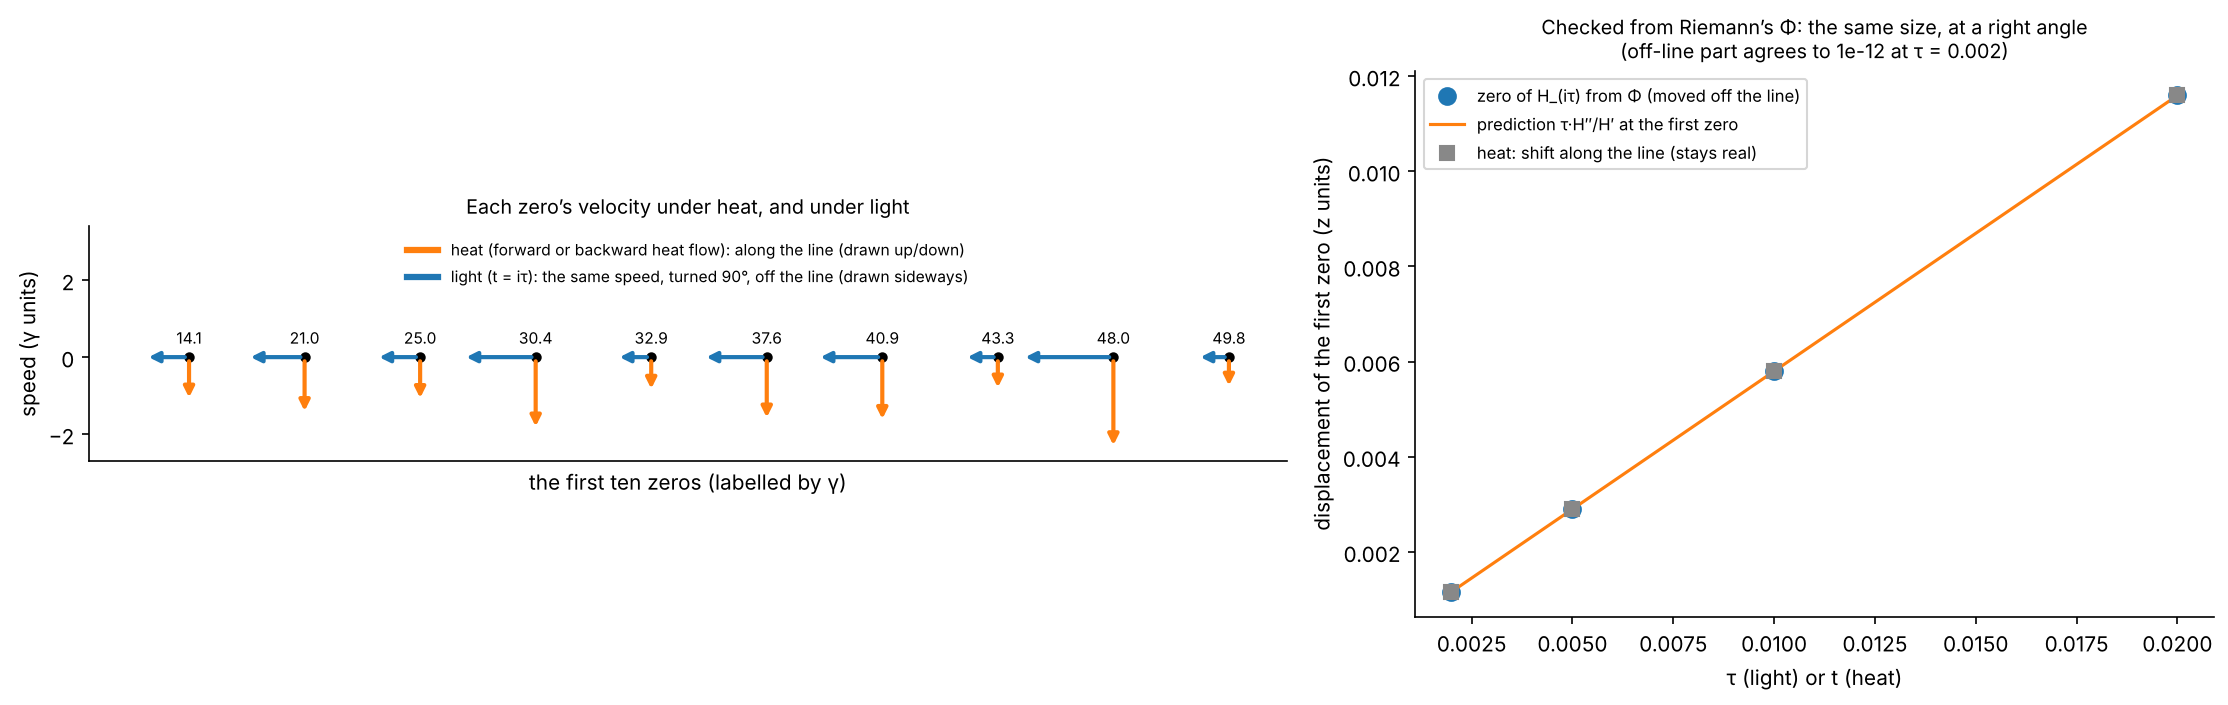 Each zero’s velocity under heat, and under light
heat (forward or backward heat flow): along the line (drawn up/down)
light (t = iτ): the same speed, turned 90°, off the line (drawn sideways)
speed (γ units)
2
0
−2
14.1
21.0
25.0
30.4
32.9
37.6
40.9
43.3
48.0
49.8
the first ten zeros (labelled by γ)
Checked from Riemann’s Φ: the same size, at a right angle
(off-line part agrees to 1e-12 at τ = 0.002)
zero of H_(iτ) from Φ (moved off the line)
prediction τ·H′′/H′ at the first zero
heat: shift along the line (stays real)
displacement of the first zero (z units)
0.012
0.010
0.008
0.006
0.004
0.002
0.0025
0.0050
0.0075
0.0100
0.0125
0.0150
0.0175
0.0200
τ (light) or t (heat)